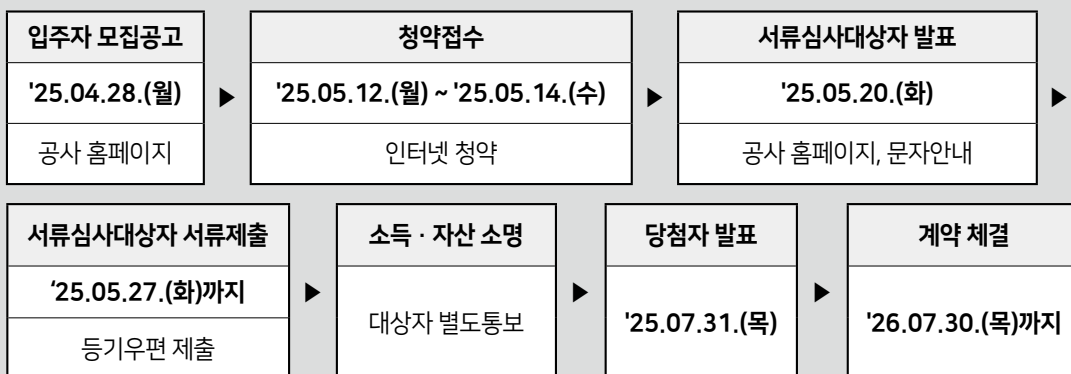 입주자 모집공고
'25.04.28.(월)
공사 홈페이지
▶
청약접수
'25.05.12.(월) ~ '25.05.14.(수)
인터넷 청약
▶
서류심사대상자 발표
'25.05.20.(화)
공사 홈페이지, 문자안내
▶
서류심사대상자 서류제출
‘25.05.27.(화)까지
등기우편 제출
▶
소득 · 자산 소명
대상자 별도통보
▶
당첨자 발표
'25.07.31.(목)
▶
계약 체결
'26.07.30.(목)까지